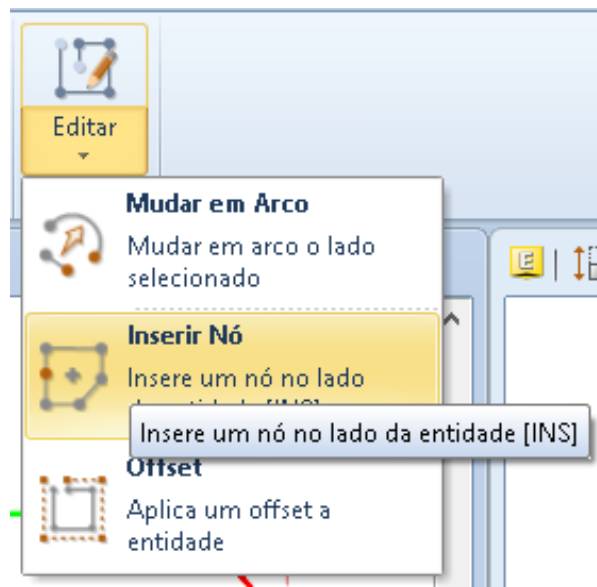 Editar
Mudar em Arco
Mudar em arco o lado
selecionado
E
Inserir Nó
Insere um nó no lado
Insere um nó no lado da entidade [INS]
Offset
Aplica um offset a
entidade